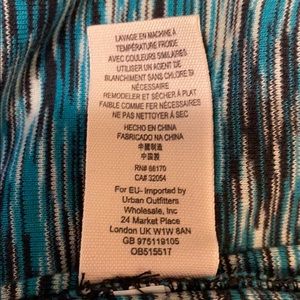 LAVAGE EN MACHINE À
TEMPÉRATURE FROIDE
AVEC COULEURS SIMILAIRES
UTILISER UN AGENT DE
BLANCHIMENT SANS CHLORE SI
NÉCESSAIRE
REMODELER ET SÉCHER À PLAT
FAIBLE COMME FER NÉCESSAIRES
NE PAS NETTOYER À SEC
HECHO EN CHINA
FABRICADO NA CHINA
中國製造
中国製
RN# 66170
CA# 32054
For EU- Imported by
Urban Outfitters
Wholesale, Inc
24 Market Place
London UK W1W 8AN
GB 975119105
OB515517